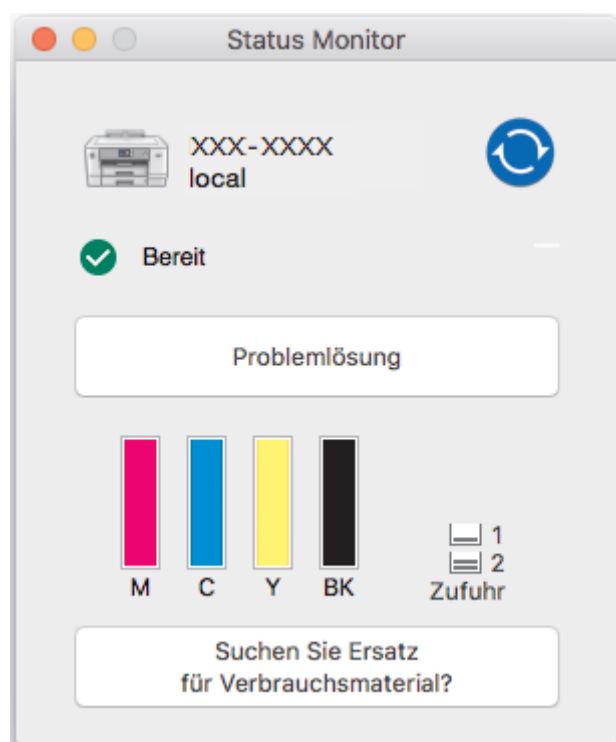 Status Monitor
XXX-XXXX
local
Bereit
Problemlösung
M C Y BK
1
2
Zufuhr
Suchen Sie Ersatz
für Verbrauchsmaterial?